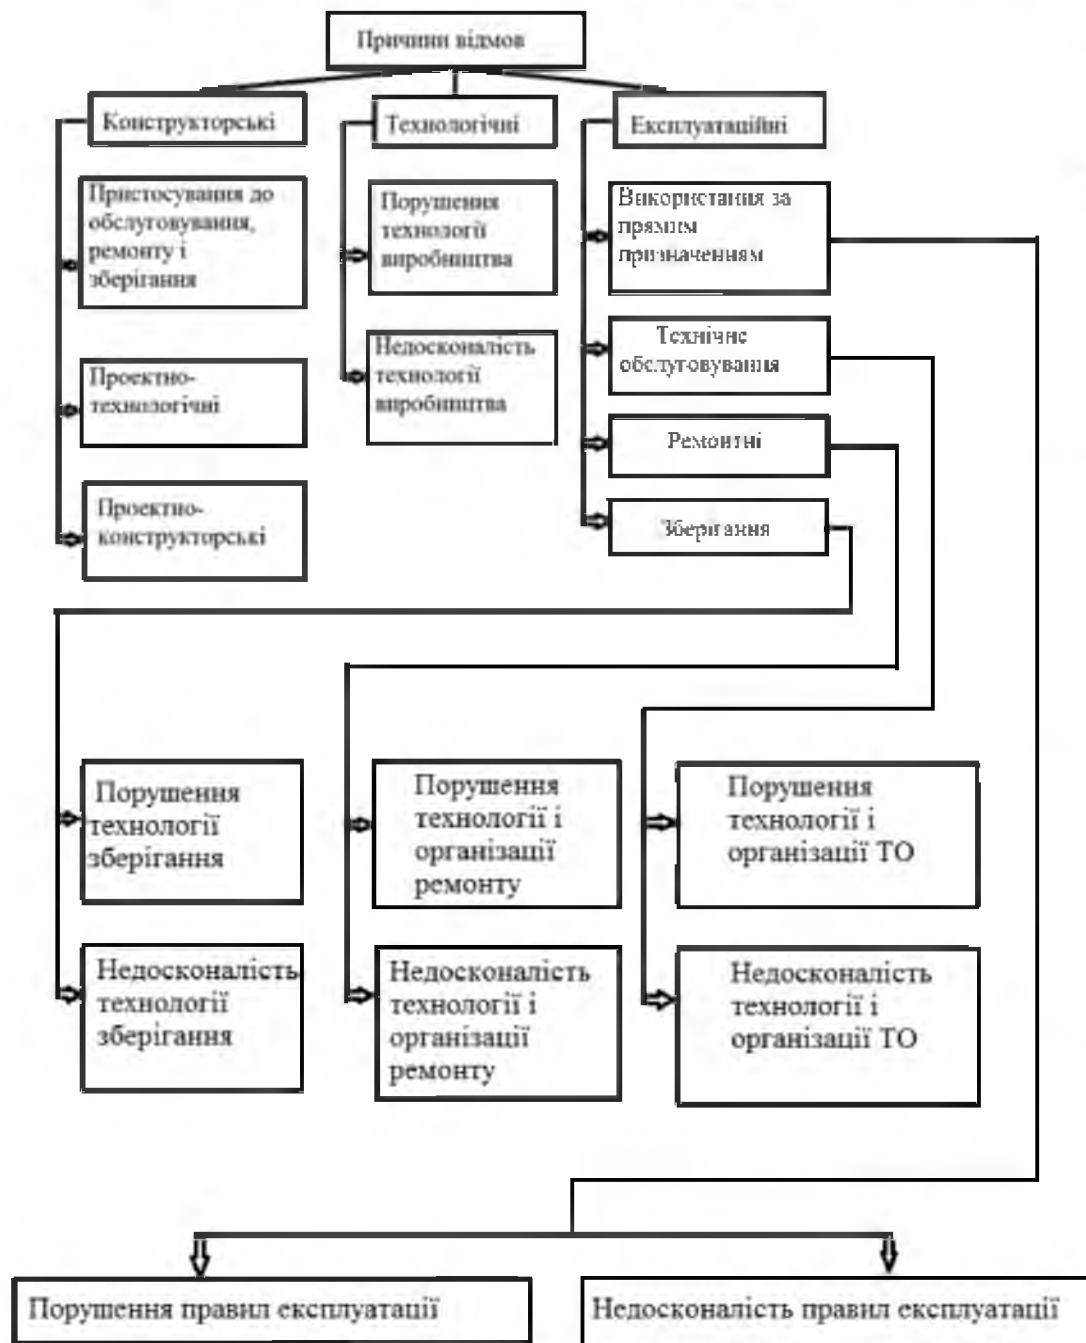 Причини відмов
Конструкторські
Технологічні
Експлуатаційні
Пристосування до
обслуговування,
ремонту і
зберігання
Проектно-
технологічні
Проектно-
конструкторські
Порушення
технології
виробництва
Недосконалість
технології
виробництва
Використання за
прямим
призначенням
Технічне
обслуговування
Ремонтні
Зберігання
Порушення
технології
зберігання
Недосконалість
технології
зберігання
Порушення
технології і
організації
ремонту
Недосконалість
технології і
організації
ремонту
Порушення
технології і
організації ТО
Недосконалість
технології і
організації ТО
Порушення правил експлуатації
Недосконалість правил експлуатації